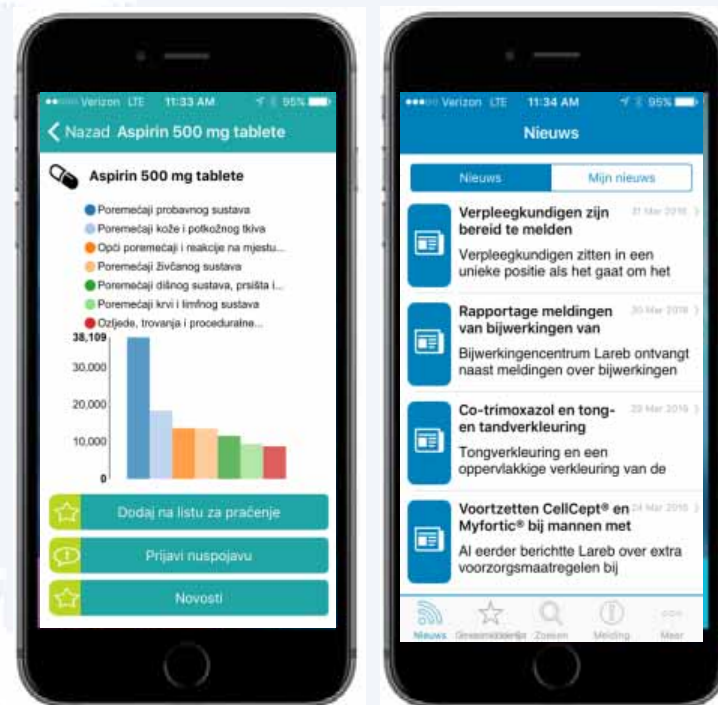 Verizon LTE 11:33 AM 95%
Nazad Aspirin 500 mg tablete
Aspirin 500 mg tablete
Poremećaji probavnog sustava
Poremećaji kože i potkožnog tkiva
Opći poremećaji i reakcije na mjestu...
Poremećaji živčanog sustava
Poremećaji dišnog sustava, prsišta i...
Poremećaji krvi i limfnog sustava
Ozljede, trovanja i proceduralne...
38,109
30,000
20,000
10,000
0
Dodaj na listu za praćenje
Prijavi nuspojavu
Novosti
Verizon LTE 11:34 AM 95%
Nieuws
Nieuws Mijn nieuws
Verpleegkundigen zijn 31 Mar 2016
bereid te melden
Verpleegkundigen zitten in een
unieke positie als het gaat om het
Rapportage meldingen 30 Mar 2016
van bijwerkingen van
Bijwerkingencentrum Lareb ontvangt
naast meldingen over bijwerkingen
Co-trimoxazol en tong- 29 Mar 2016
en tandverkleuring
Tongverkleuring en een
oppervlakkige verkleuring van de
Voortzetten CellCept® en 24 Mar 2016
Myfortic® bij mannen met
Al eerder berichtte Lareb over extra
voorzorgsmaatregelen bij
Nieuws Zoeken Melding Meer